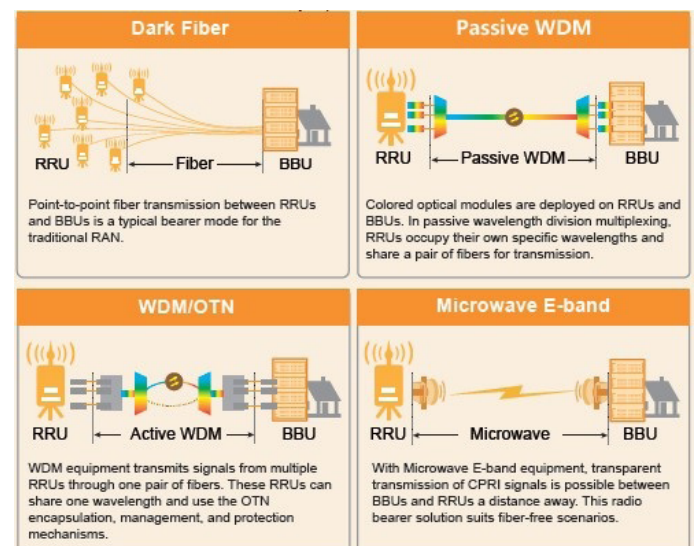 Dark Fiber
RRU
Fiber
BBU
Point-to-point fiber transmission between RRUs
and BBUs is a typical bearer mode for the
traditional RAN.
Passive WDM
RRU
Passive WDM
BBU
Colored optical modules are deployed on RRUs and
BBUs. In passive wavelength division multiplexing,
RRUs occupy their own specific wavelengths and
share a pair of fibers for transmission.
WDM/OTN
RRU
Active WDM
BBU
WDM equipment transmits signals from multiple
RRUs through one pair of fibers. These RRUs can
share one wavelength and use the OTN
encapsulation, management, and protection
mechanisms.
Microwave E-band
RRU
Microwave
BBU
With Microwave E-band equipment, transparent
transmission of CPRI signals is possible between
BBUs and RRUs a distance away. This radio
bearer solution suits fiber-free scenarios.